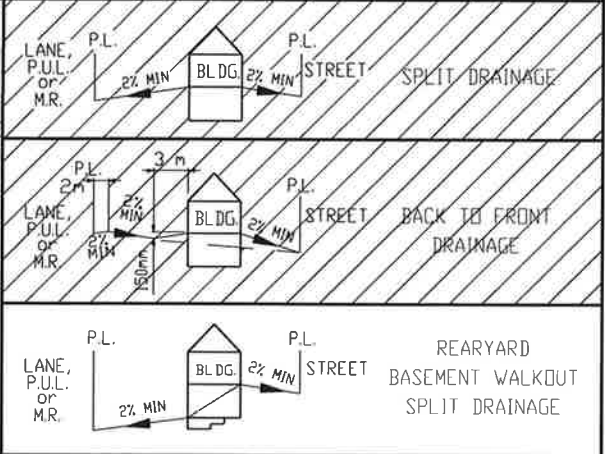 LANE,
P.U.L.
or
M.R.
P.L.
2% MIN
BLDG.
2% MIN
P.L.
STREET
SPLIT DRAINAGE
P.L.
2m
3 m
2% MIN
LANE,
P.U.L.
or
M.R.
2% MIN
150mm
BLDG.
2% MIN
P.L.
STREET
BACK TO FRONT
DRAINAGE
P.L.
LANE,
P.U.L.
or
M.R.
2% MIN
BLDG.
2% MIN
P.L.
STREET
REARYARD
BASEMENT WALKOUT
SPLIT DRAINAGE